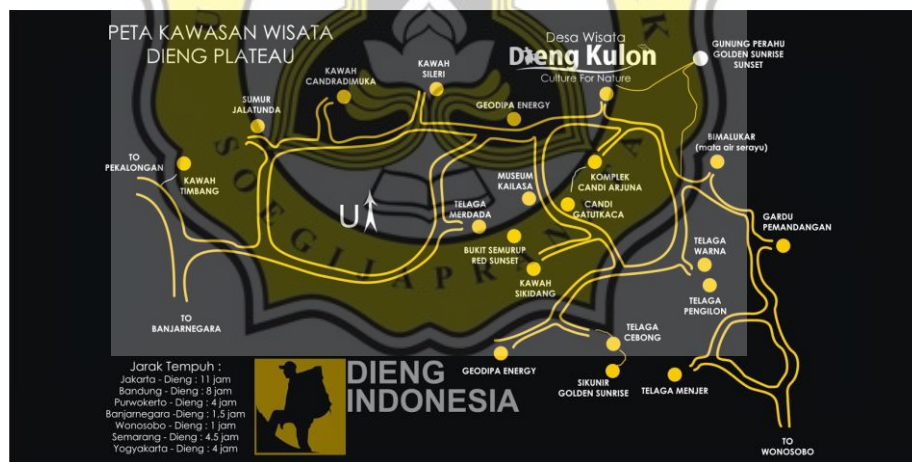 PETA KAWASAN WISATA
DIENG PLATEAU
KAWAH
CANDRADIMUKA
KAWAH
SILERI
Desa Wisata
Dieng Kulon
Culture For Nature
GUNUNG PERAHU
GOLDEN SUNRISE
SUNSET
SUMUR
JALATUNDA
GEODIPA ENERGY
BIMALUKAR
(mata air serayu)
TO
PEKALONGAN
KAWAH
TIMBANG
MUSEUM
KAILASA
KOMPLEK
CANDI ARJUNA
CANDI
GATUTKACA
U
TELAGA
MERDADA
BUKIT SEMURUP
RED SUNSET
GARDU
PEMANDANGAN
TELAGA
WARNA
KAWAH
SIKIDANG
TELAGA
PENGILON
TO
BANJARNEGARA
TELAGA
CEBONG
GEODIPA ENERGY
SIKUNIR
GOLDEN SUNRISE
TELAGA MENJER
TO
WONOSOBO
Jarak Tempuh :
Jakarta - Dieng : 11 jam
Bandung - Dieng : 8 jam
Purwokerto - Dieng : 4 jam
Banjarnegara -Dieng : 1,5 jam
Wonosobo - Dieng : 1 jam
Semarang - Dieng : 4.5 jam
Yogyakarta - Dieng : 4 jam
DIENG
INDONESIA
SOEGIJAPRANATA